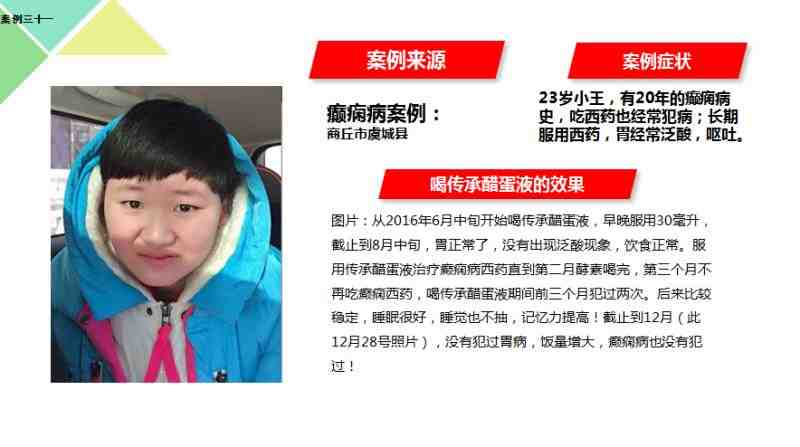 案例三十一
案例来源
案例症状
癫痫病案例：
商丘市虞城县
23岁小王，有20年的癫痫病
史，吃西药也经常犯病；长期
服用西药，胃经常泛酸，呕吐。
喝传承醋蛋液的效果
图片：从2016年6月中旬开始喝传承醋蛋液，早晚服用30毫升，
截止到8月中旬，胃正常了，没有出现泛酸现象，饮食正常。服
用传承醋蛋液治疗癫痫病西药直到第二月酵素喝完，第三个月不
再吃癫痫西药，喝传承醋蛋液期间前三个月犯过两次。后来比较
稳定，睡眠很好，睡觉也不抽，记忆力提高！截止到12月（此
12月28号照片），没有犯过胃病，饭量增大，癫痫病也没有犯
过！